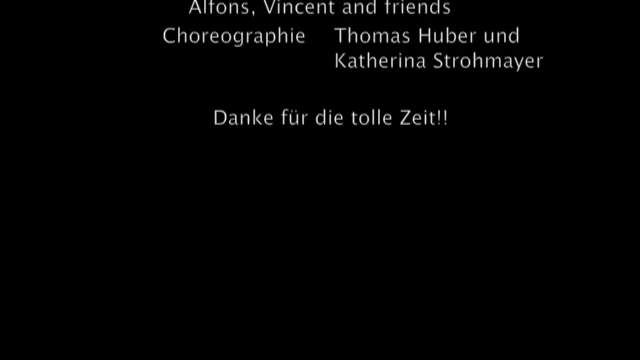 Alfons, Vincent and friends
Choreographie Thomas Huber und
Katherina Strohmayer
Danke für die tolle Zeit!!